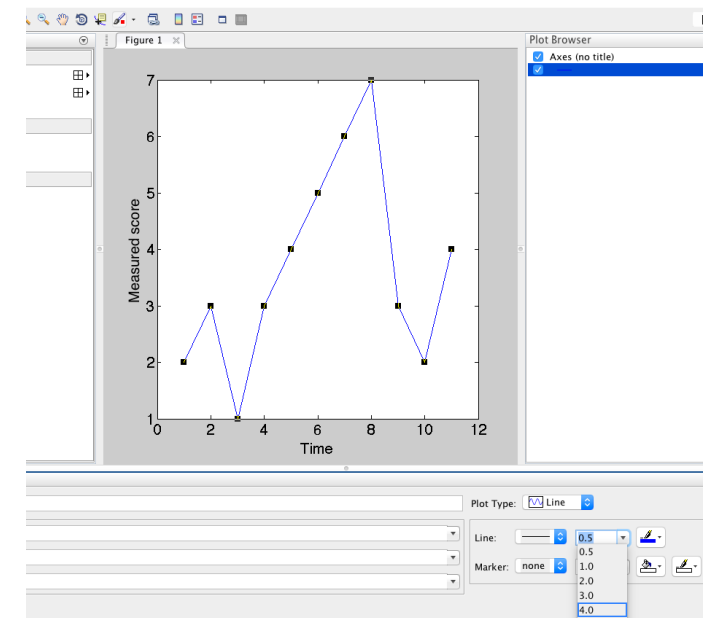 Figure 1
Plot Browser
Axes (no title)
7
6
5
4
3
2
1
Measured score
0 2 4 6 8 10 12
Time
Plot Type: Line
Line: 0.5
0.5
Marker: none
1.0
2.0
3.0
4.0